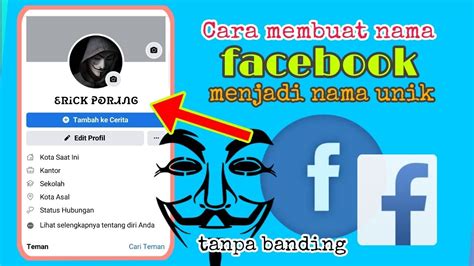 Cara membuat nama
facebook
menjadi nama unik
ERICK PORJNG
Tambah ke Cerita
Edit Profil
Kota Saat Ini
Kantor
Sekolah
Kota Asal
Status Hubungan
Lihat selengkapnya tentang diri Anda
Teman
Cari Teman
tanpa banding